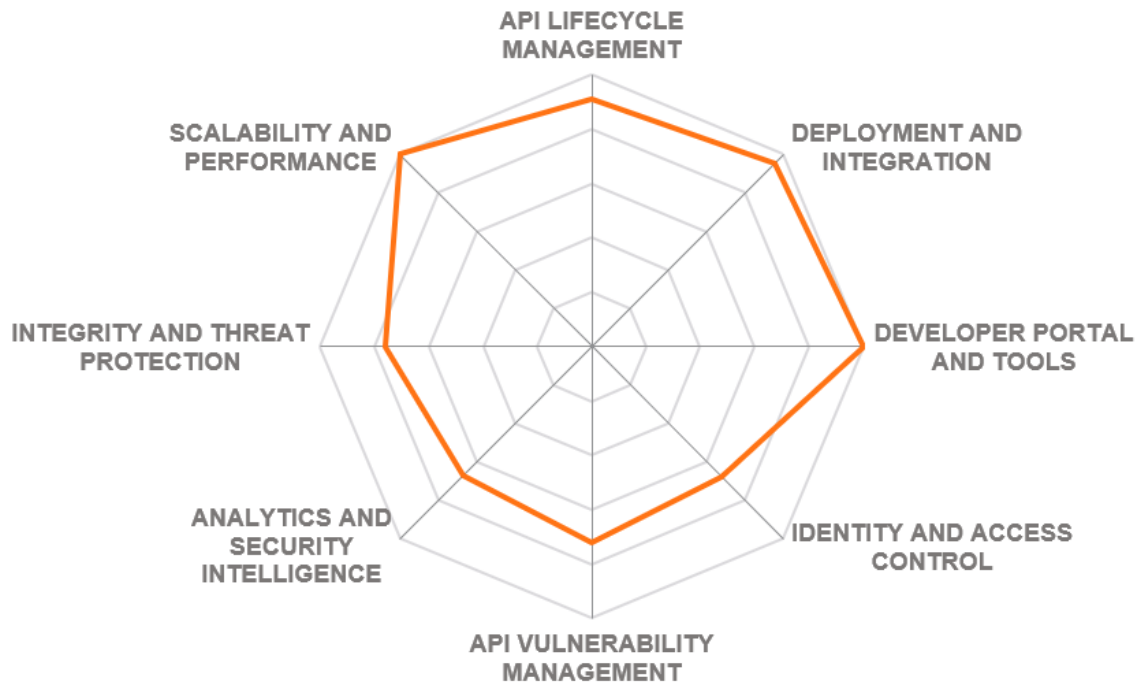 API LIFECYCLE
MANAGEMENT
DEPLOYMENT AND
INTEGRATION
DEVELOPER PORTAL
AND TOOLS
IDENTITY AND ACCESS
CONTROL
API VULNERABILITY
MANAGEMENT
ANALYTICS AND
SECURITY
INTELLIGENCE
INTEGRITY AND THREAT
PROTECTION
SCALABILITY AND
PERFORMANCE